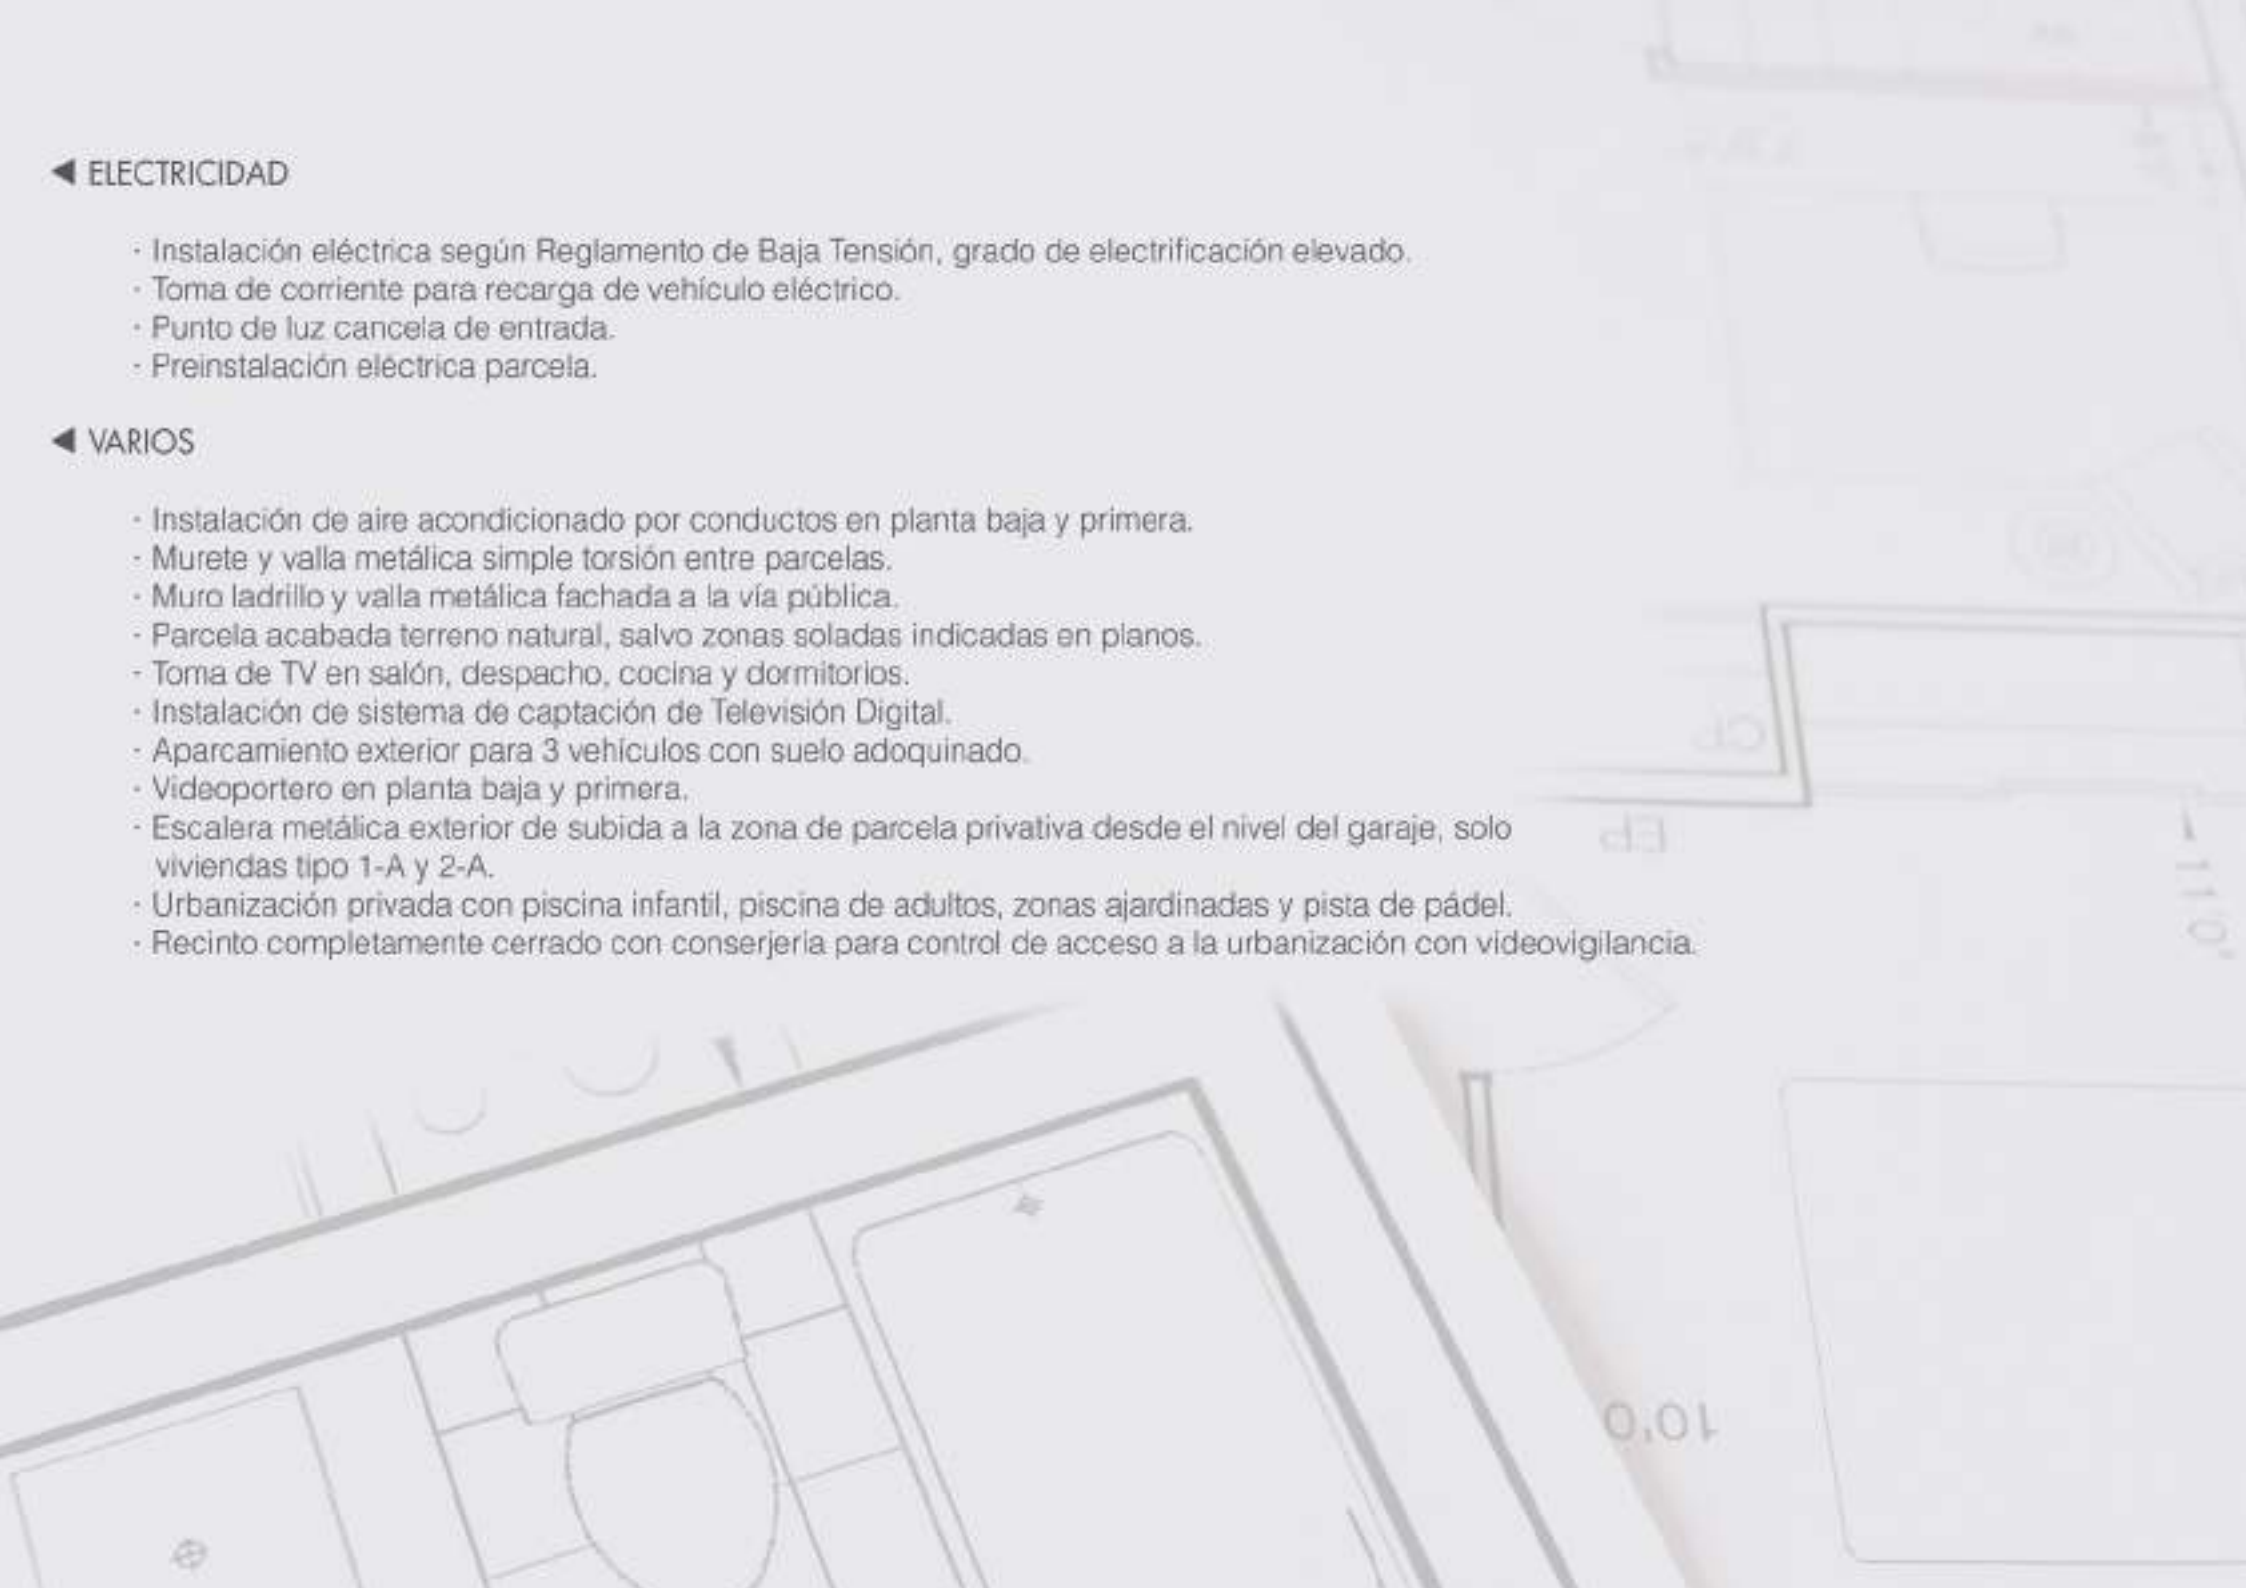 ◀ ELECTRICIDAD
· Instalación eléctrica según Reglamento de Baja Tensión, grado de electrificación elevado.
· Toma de corriente para recarga de vehículo eléctrico.
· Punto de luz cancela de entrada.
· Preinstalación eléctrica parcela.
◀ VARIOS
· Instalación de aire acondicionado por conductos en planta baja y primera.
· Murete y valla metálica simple torsión entre parcelas.
· Muro ladrillo y valla metálica fachada a la vía pública.
· Parcela acabada terreno natural, salvo zonas soladas indicadas en planos.
· Toma de TV en salón, despacho, cocina y dormitorios.
· Instalación de sistema de captación de Televisión Digital.
· Aparcamiento exterior para 3 vehículos con suelo adoquinado.
· Videoportero en planta baja y primera.
· Escalera metálica exterior de subida a la zona de parcela privativa desde el nivel del garaje, solo
viviendas tipo 1-A y 2-A.
· Urbanización privada con piscina infantil, piscina de adultos, zonas ajardinadas y pista de pádel.
· Recinto completamente cerrado con conserjería para control de acceso a la urbanización con videovigilancia.
CP
EP
11'0'
10'0